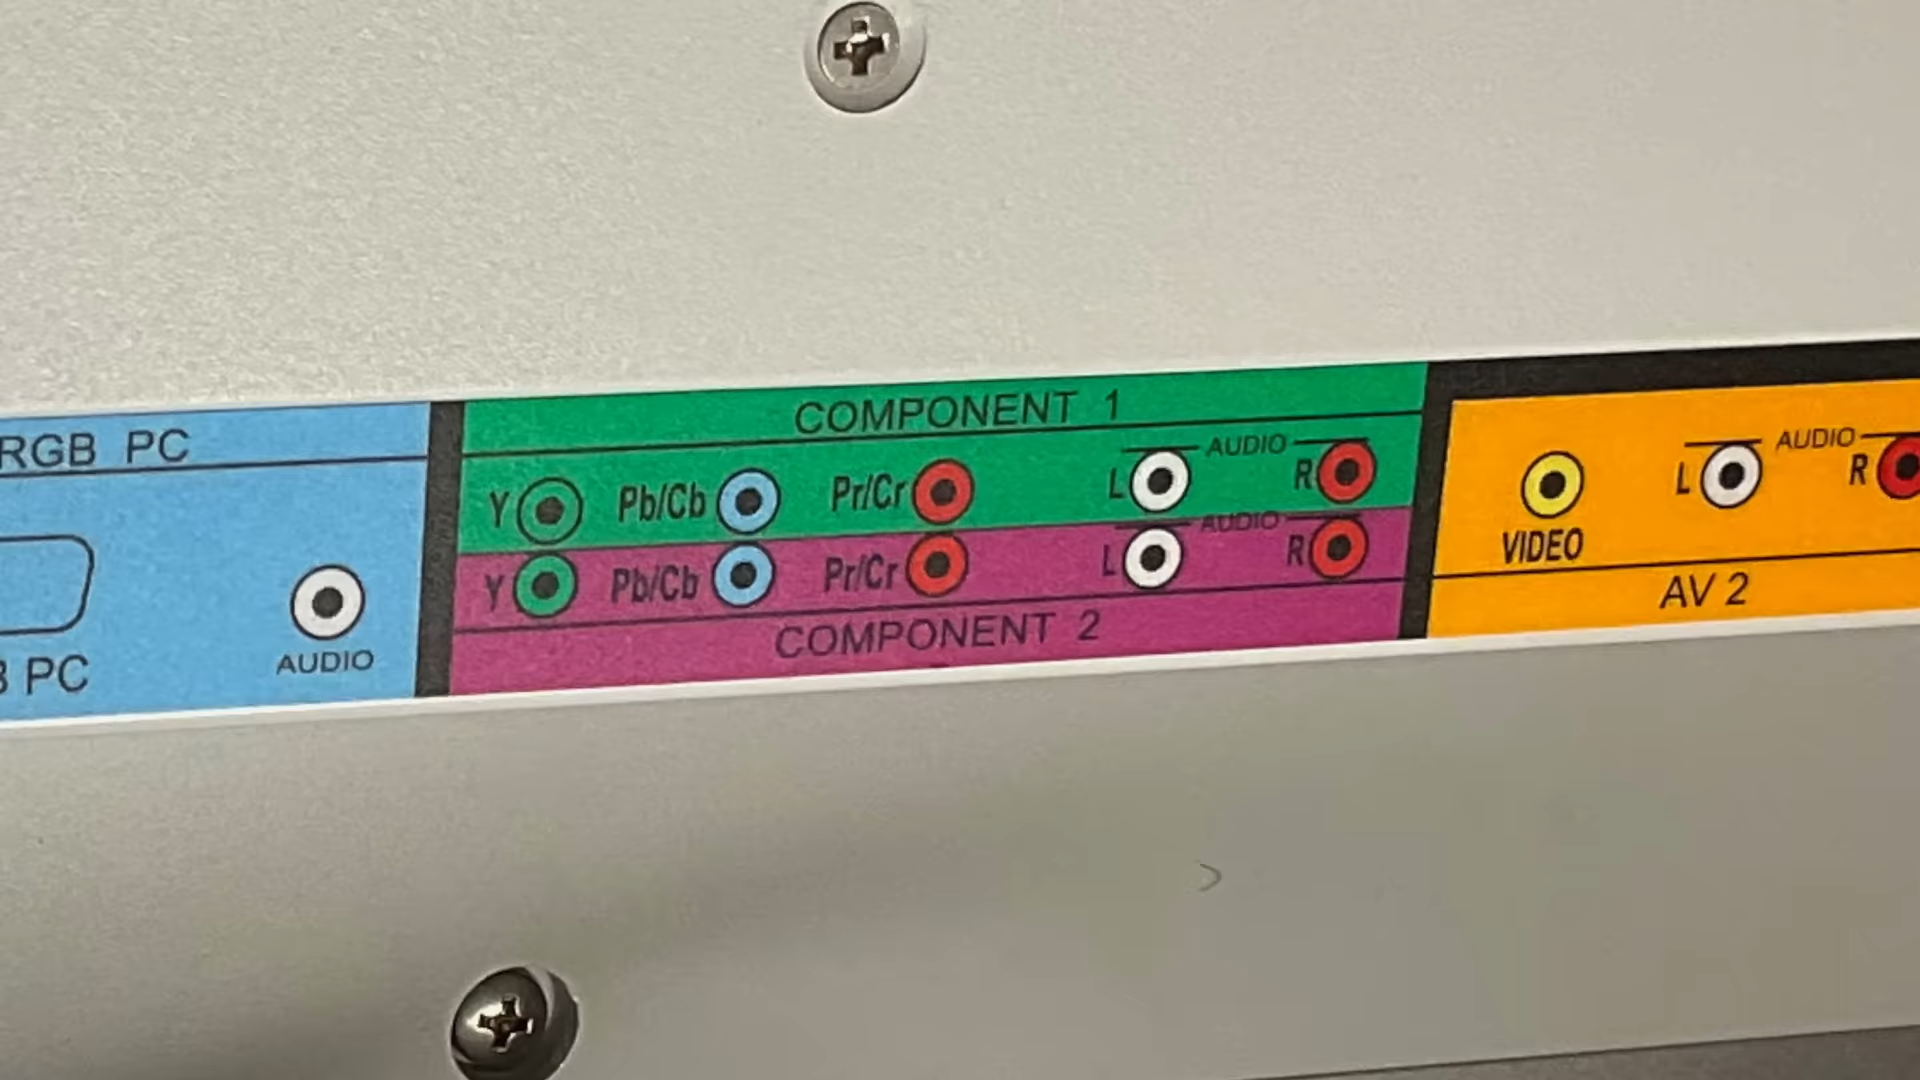 RGB PC
AUDIO
B PC
COMPONENT 1
Y Pb/Cb Pr/Cr L AUDIO R
Y Pb/Cb Pr/Cr L AUDIO R
COMPONENT 2
L AUDIO R
VIDEO
AV 2